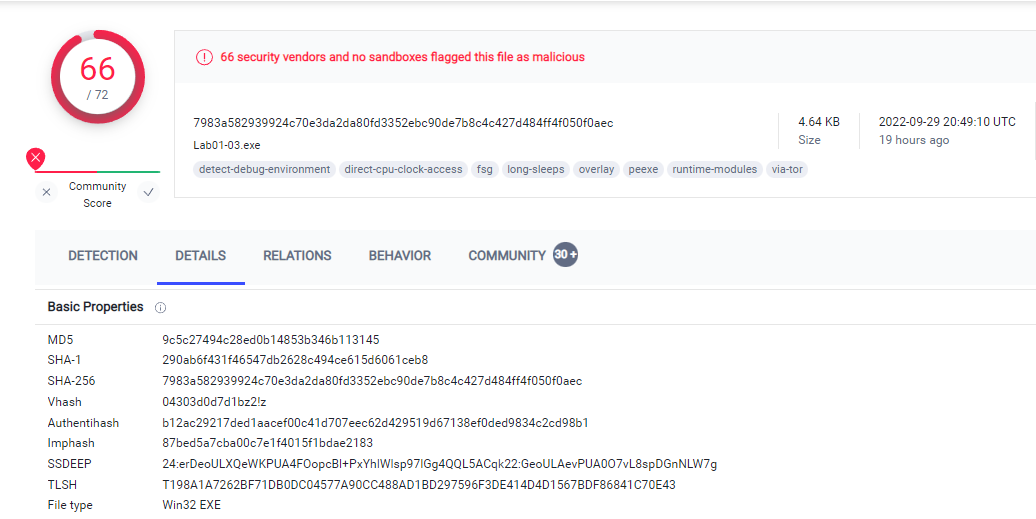 66
/ 72
Community
Score
66 security vendors and no sandboxes flagged this file as malicious
7983a582939924c70e3da2da80fd3352ebc90de7b8c4c427d484ff4f050f0aec
Lab01-03.exe
detect-debug-environment direct-cpu-clock-access fsg long-sleeps overlay peexe runtime-modules via-tor
4.64 KB
Size
2022-09-29 20:49:10 UTC
19 hours ago
DETECTION DETAILS RELATIONS BEHAVIOR COMMUNITY 30+
Basic Properties
MD5 9c5c27494c28ed0b14853b346b113145
SHA-1 290ab6f431f46547db2628c494ce615d6061ceb8
SHA-256 7983a582939924c70e3da2da80fd3352ebc90de7b8c4c427d484ff4f050f0aec
Vhash 04303d0d7d1bz2!z
Authentihash b12ac29217ded1aacef00c41d707eec62d429519d67138ef0ded9834c2cd98b1
Imphash 87bed5a7cba00c7e1f4015f1bdae2183
SSDEEP 24:erDeoULXQeWKPUA4FOopcBI+PxYhIWIsp97lGg4QQL5ACqk22:GeoULAevPUA0O7vL8spDGnNLW7g
TLSH T198A1A7262BF71DB0DC04577A90CC488AD1BD297596F3DE414D4D1567BDF86841C70E43
File type Win32 EXE